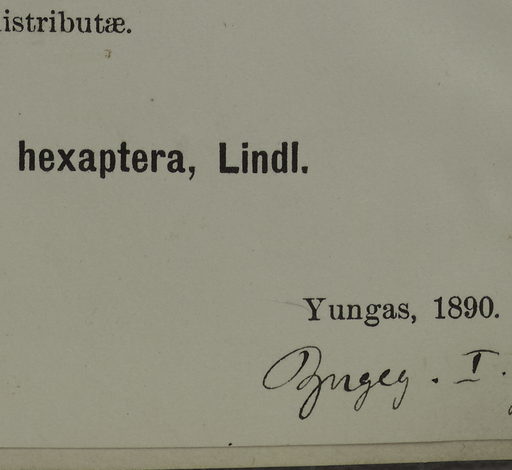 istributæ.
hexaptera, Lindl.
Yungas, 1890.
I.